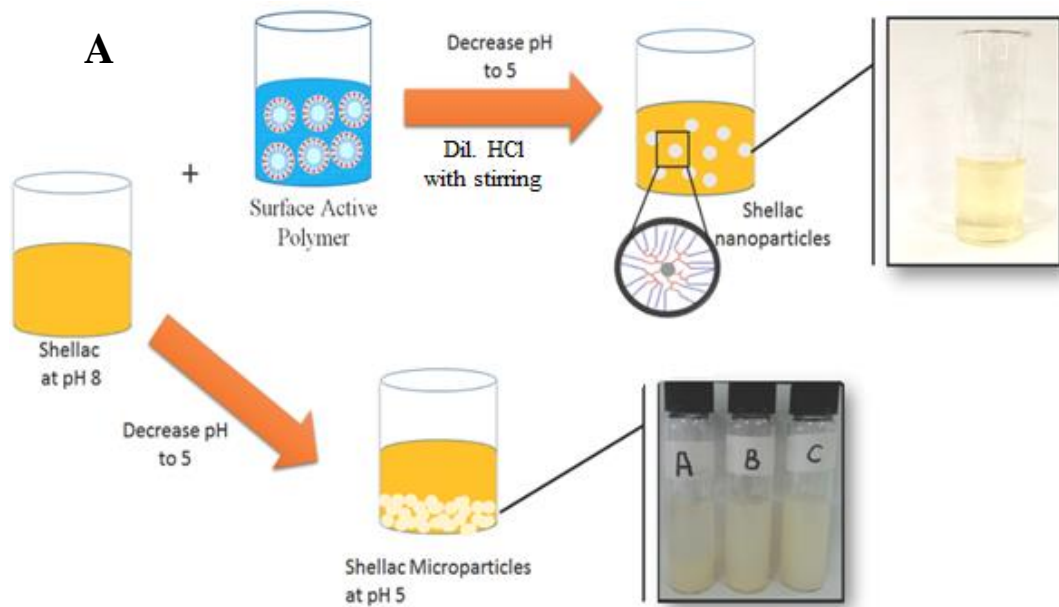 A
Decrease pH
to 5
Dil. HCl
with stirring
+
Surface Active
Polymer
Shellac
nanoparticles
Shellac
at pH 8
Decrease pH
to 5
Shellac Microparticles
at pH 5
A B C